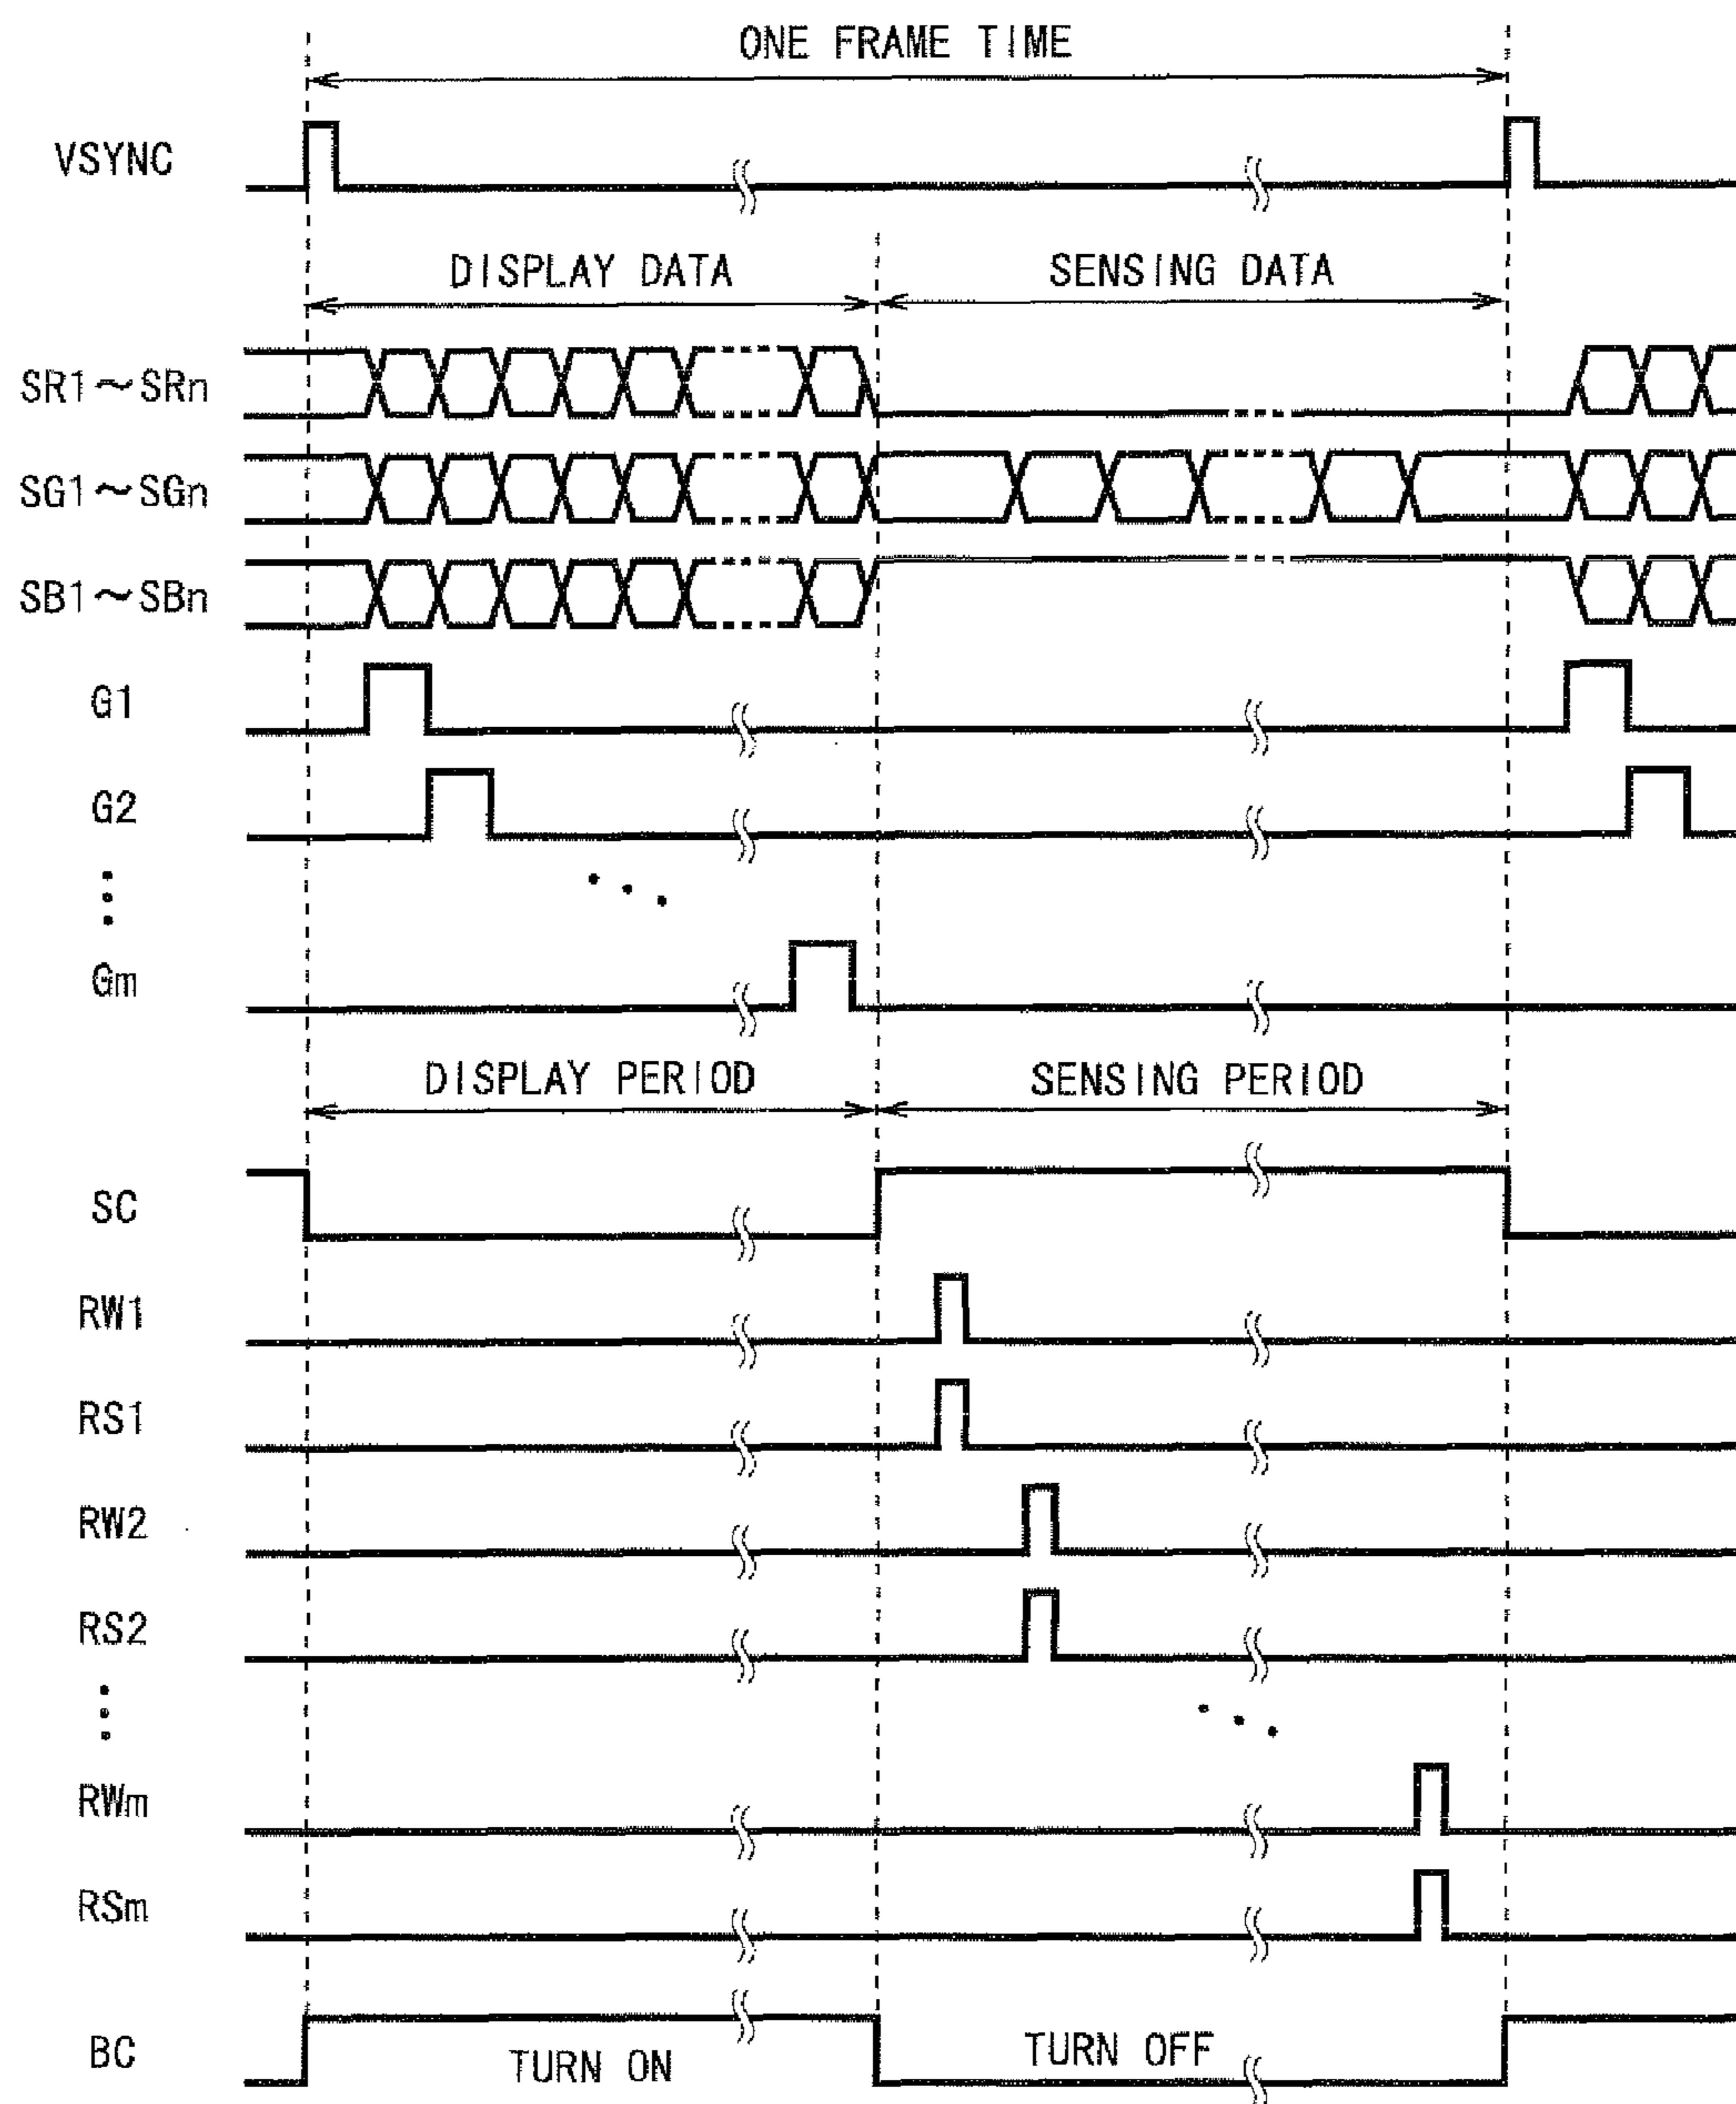 ONE FRAME TIME
VSYNC
DISPLAY DATA SENSING DATA
SR1~SRn
SG1~SGn
SB1~SBn
G1
G2
Gm
DISPLAY PERIOD SENSING PERIOD
SC
RW1
RS1
RW2
RS2
RWm
RSm
BC TURN ON TURN OFF